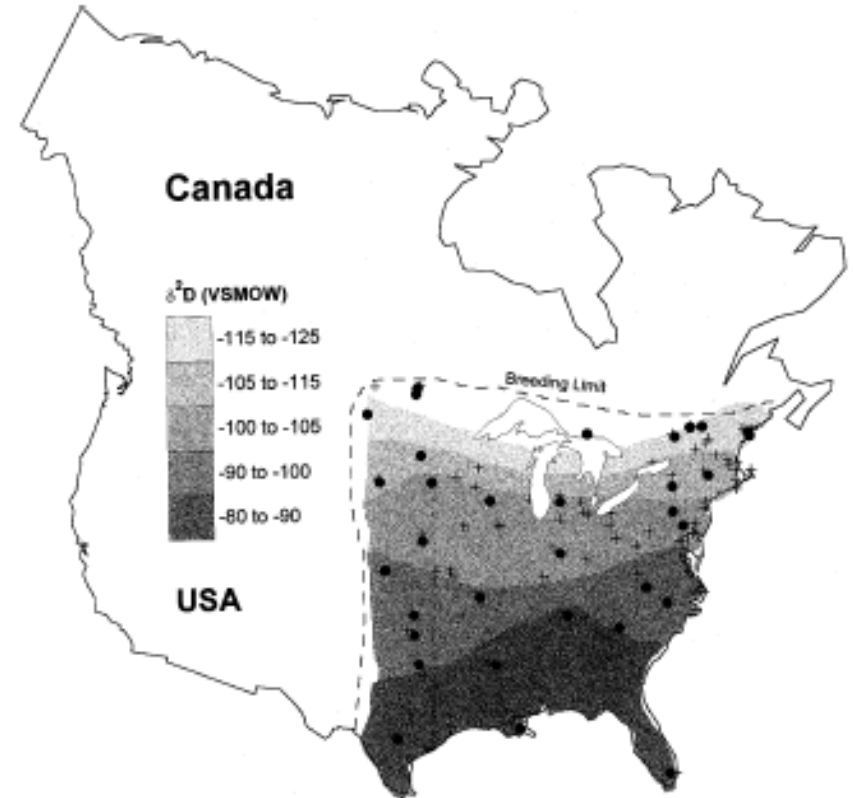 Canada
δ²D (VSMOW)
-115 to -125
-105 to -115
-100 to -105
-90 to -100
-80 to -90
Breeding Limit
USA